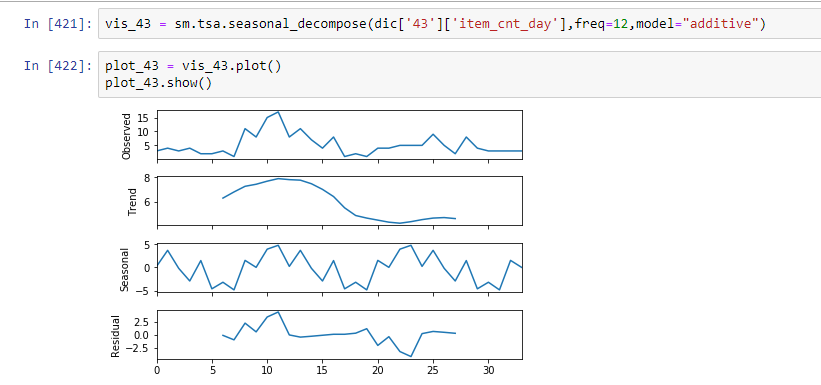 In [421]: vis_43 = sm.tsa.seasonal_decompose(dic['43']['item_cnt_day'],freq=12,model="additive")
In [422]: plot_43 = vis_43.plot()
plot_43.show()
Observed
15
10
5
Trend
8
6
Seasonal
5
0
−5
Residual
2.5
0.0
−2.5
0 5 10 15 20 25 30